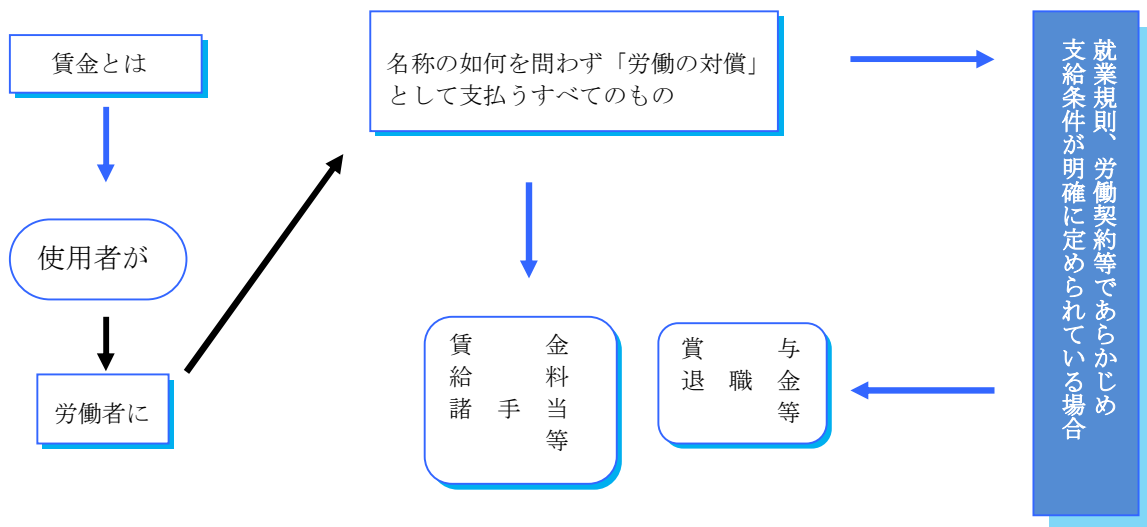 賃金とは
使用者が
労働者に
名称の如何を問わず「労働の対償」
として支払うすべてのもの
賃金
給料
諸手当等
賞与
退職金等
就業規則、労働契約等であらかじめ
支給条件が明確に定められている場合